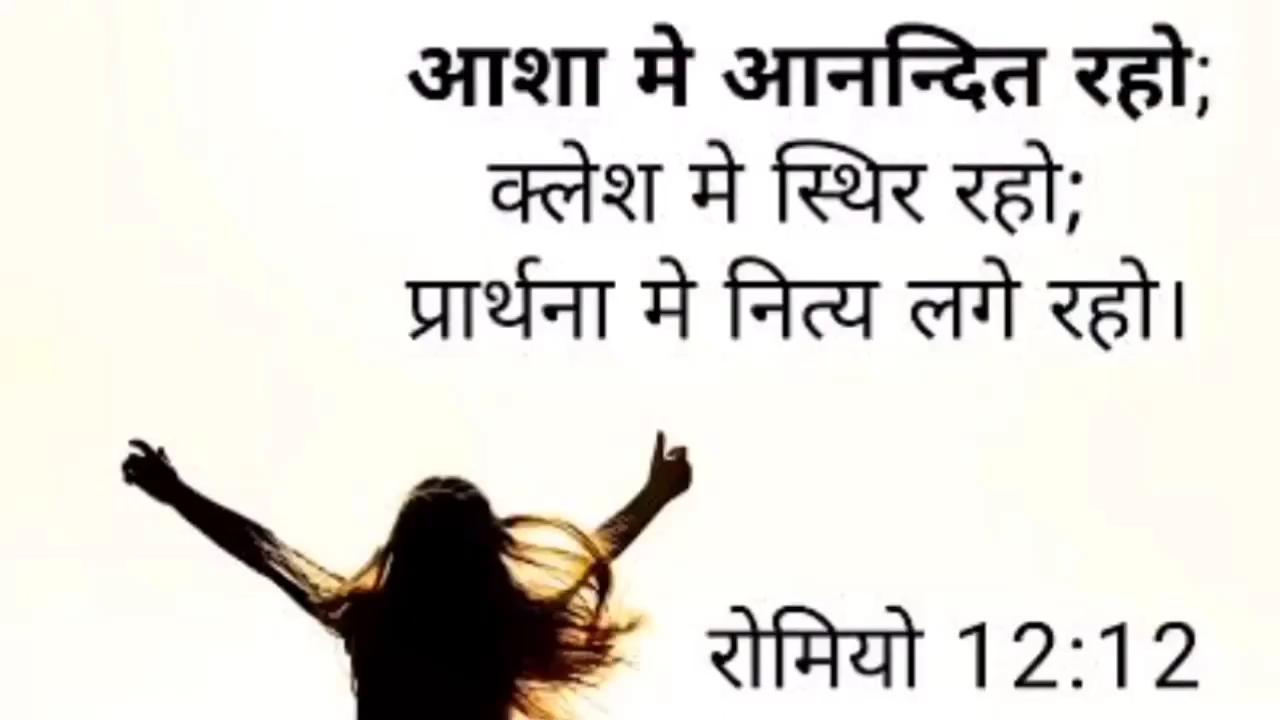 आशा मे आनन्दित रहो;
क्लेश मे स्थिर रहो;
प्रार्थना मे नित्य लगे रहो।
रोमियो 12:12